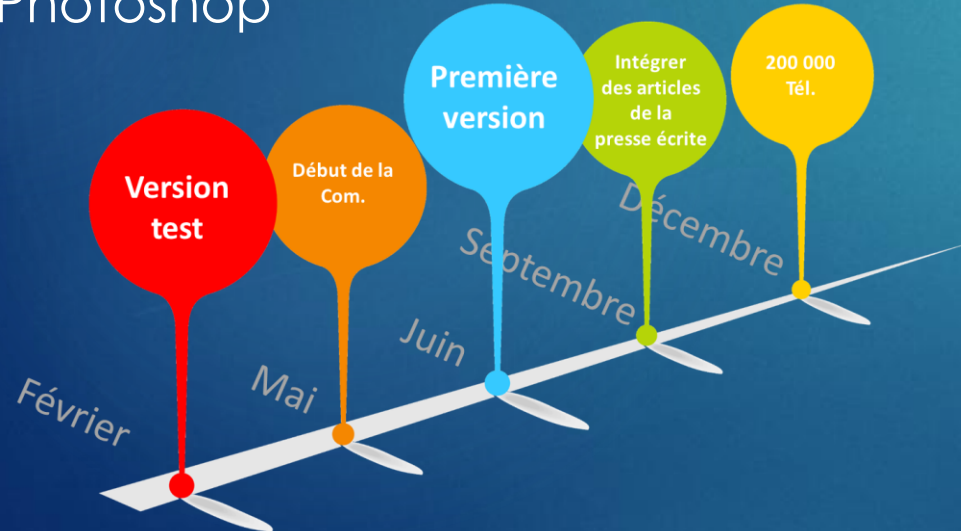 Photoshop
Version
test
Février
Début de la
Com.
Mai
Première
version
Juin
Intégrer
des articles
de la
presse écrite
Septembre
200 000
Tél.
Décembre